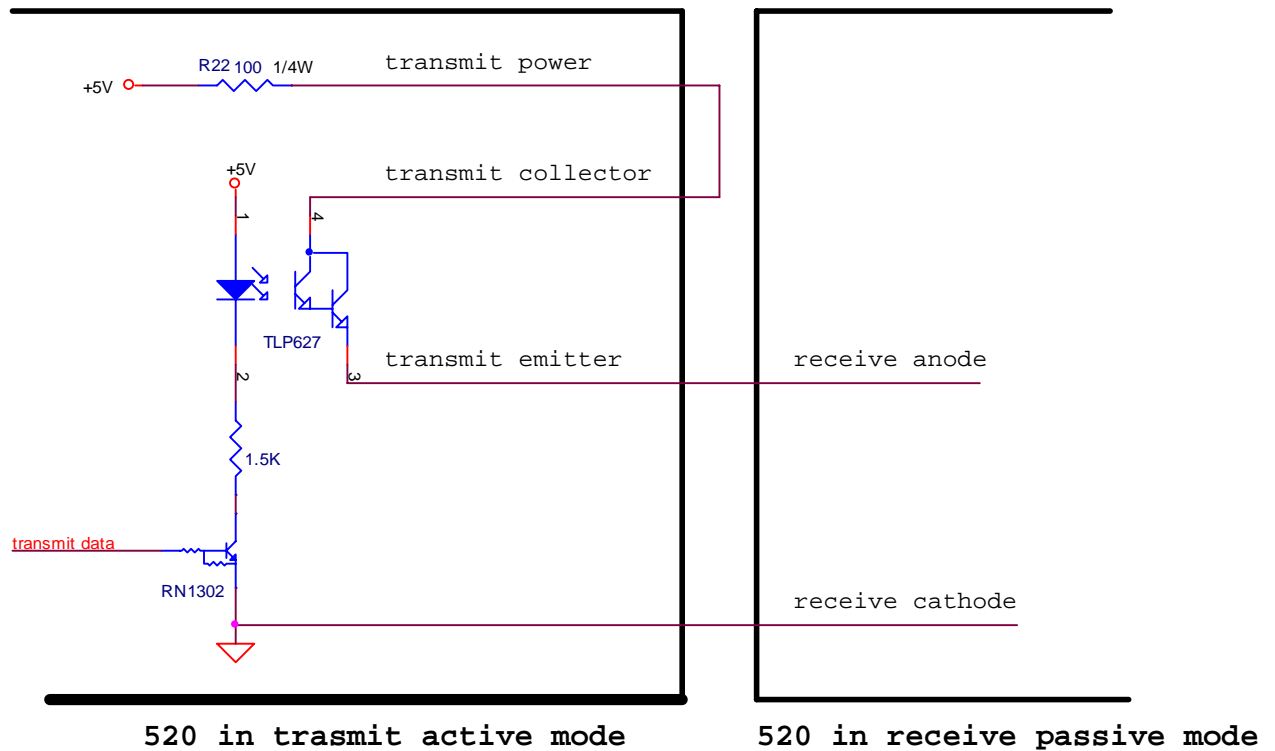 R22 100 1/4W
transmit power
+5V
+5V
transmit collector
1
4
TLP627
transmit emitter
receive anode
2
3
1.5K
transmit data
RN1302
receive cathode
520 in trasmit active mode
520 in receive passive mode